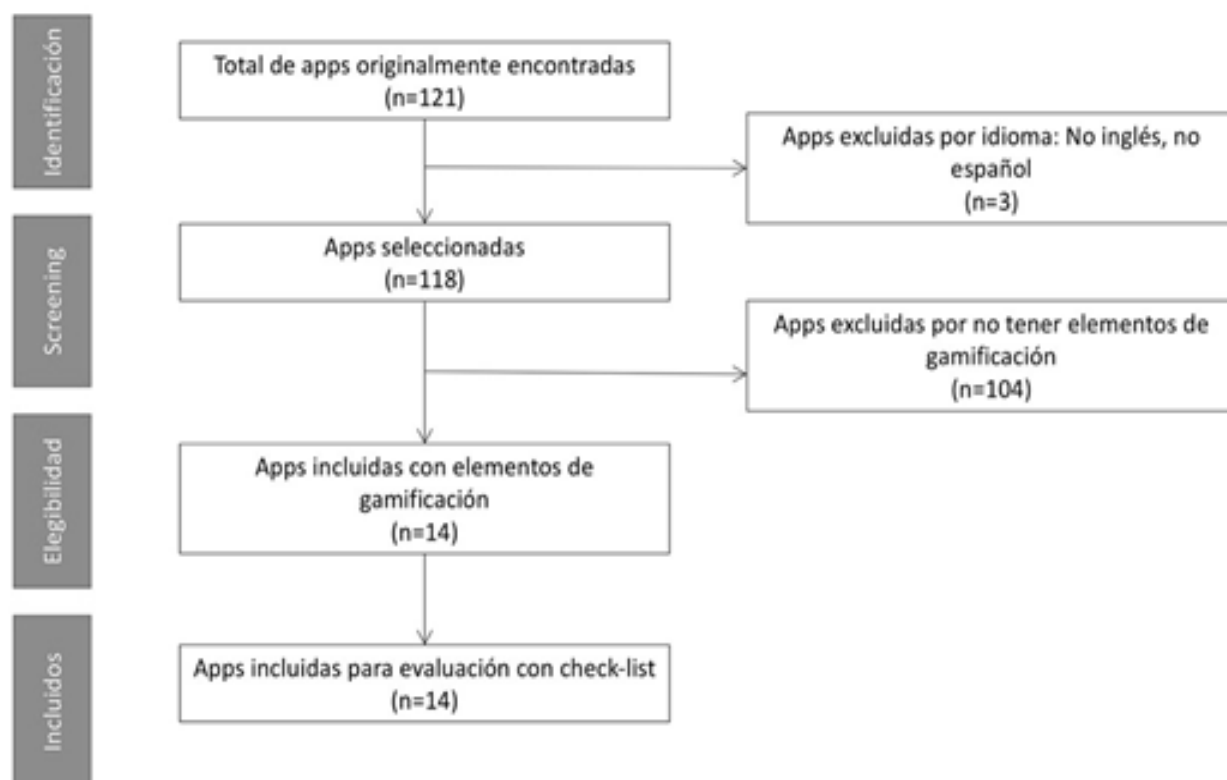 Identificación
Total de apps originalmente encontradas
(n=121)
Apps excluidas por idioma: No inglés, no
español
(n=3)
Screening
Apps seleccionadas
(n=118)
Apps excluidas por no tener elementos de
gamificación
(n=104)
Elegibilidad
Apps incluidas con elementos de
gamificación
(n=14)
Incluidos
Apps incluidas para evaluación con check-list
(n=14)